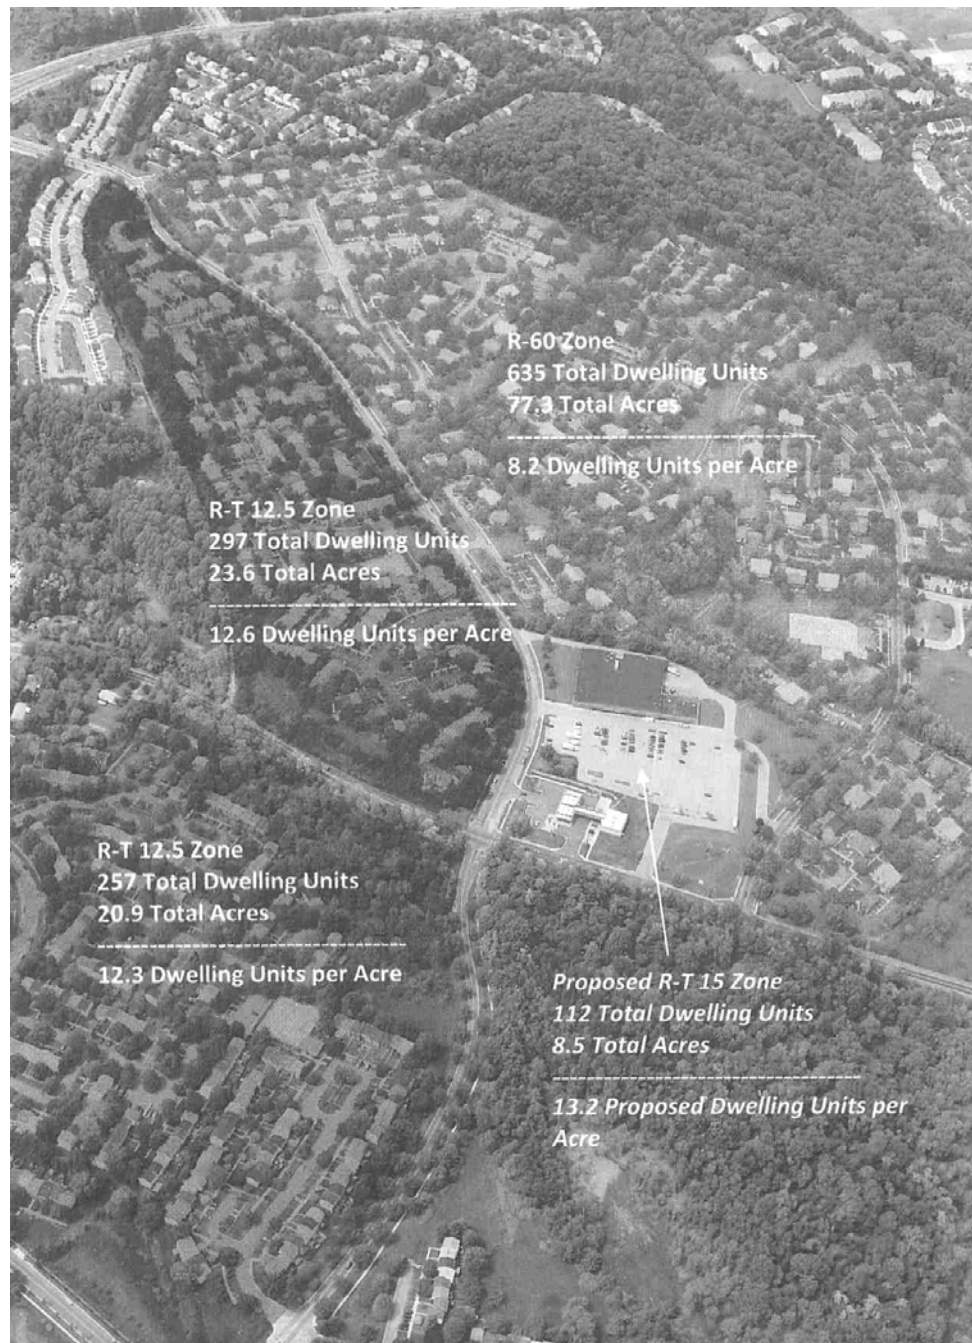 R-60 Zone
635 Total Dwelling Units
77.3 Total Acres
--------------------------------
8.2 Dwelling Units per Acre
R-T 12.5 Zone
297 Total Dwelling Units
23.6 Total Acres
--------------------------------
12.6 Dwelling Units per Acre
R-T 12.5 Zone
257 Total Dwelling Units
20.9 Total Acres
--------------------------------
12.3 Dwelling Units per Acre
Proposed R-T 15 Zone
112 Total Dwelling Units
8.5 Total Acres
--------------------------------
13.2 Proposed Dwelling Units per
Acre